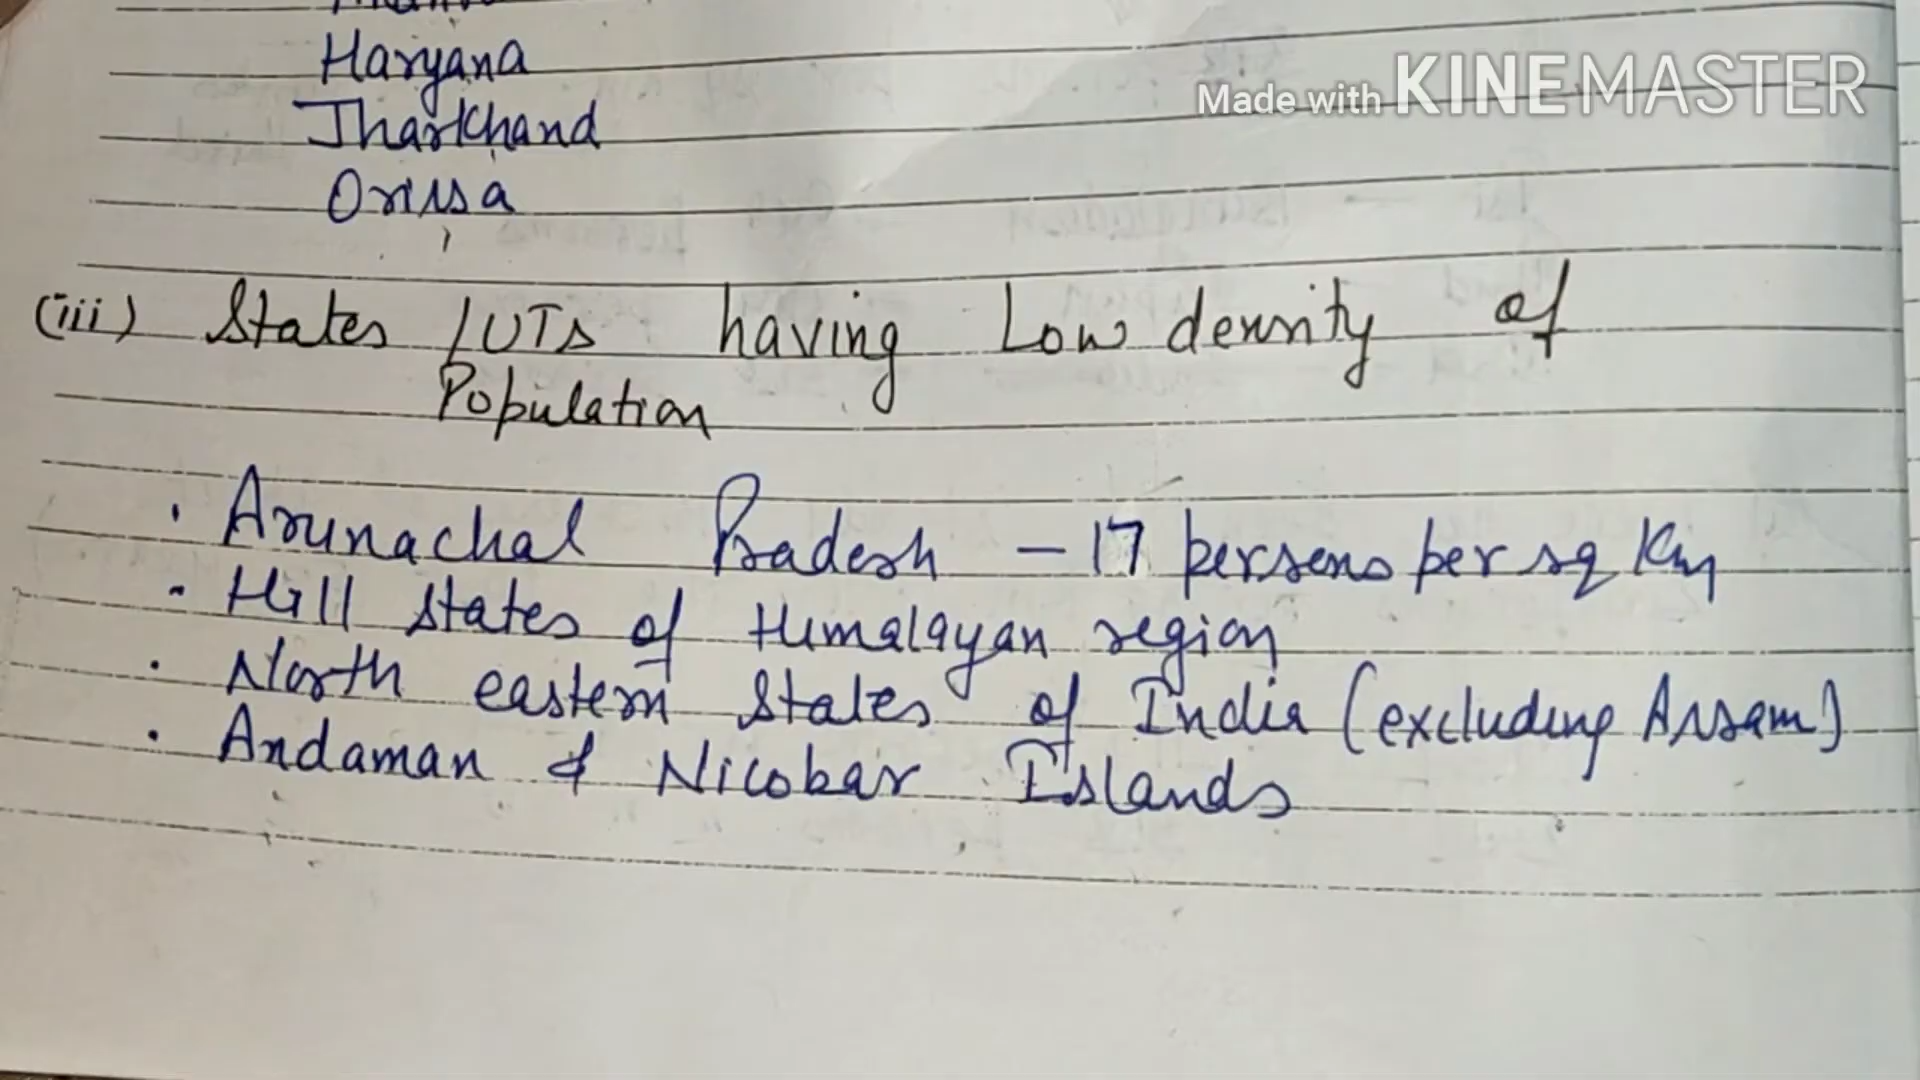 Haryana
Made with KINEMASTER
Jharkhand
Orissa
(iii) States /UTs having Low density of
Population
· Arunachal Pradesh – 17 persons per sq Km
· Hill states of Himalayan region
· North eastern States of India (excluding Assam)
· Andaman & Nicobar Islands